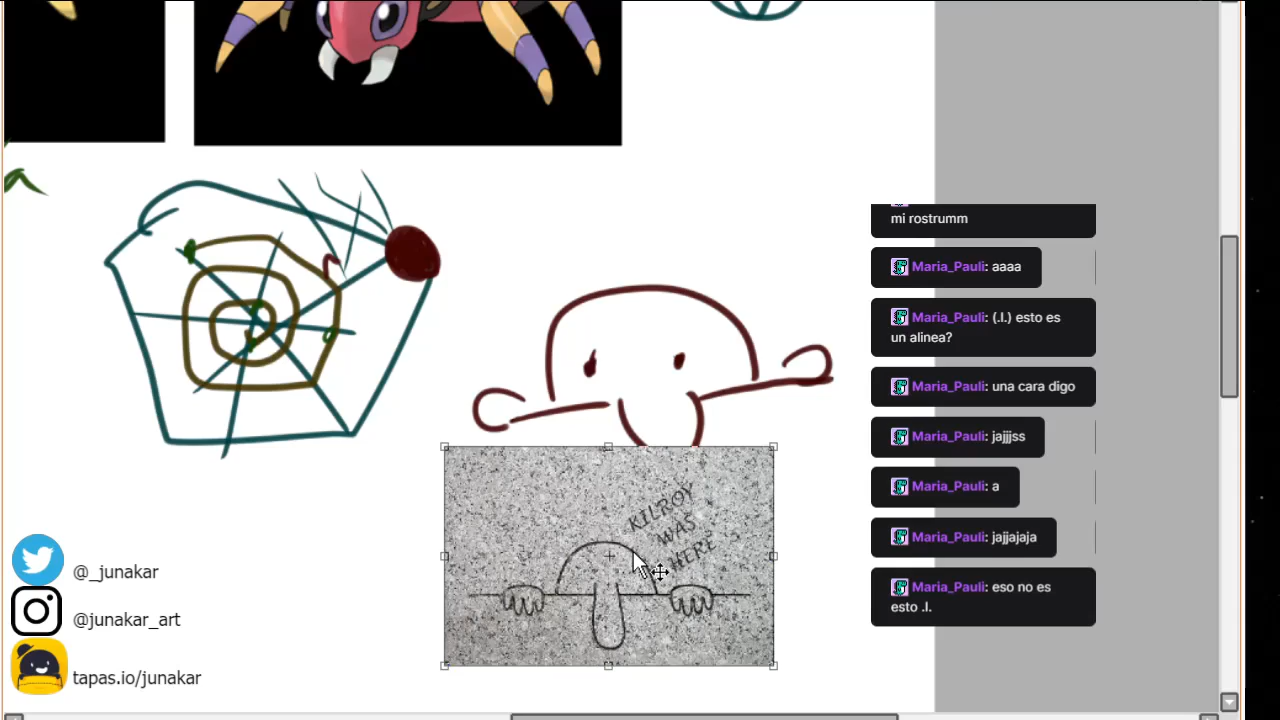 mi rostrumm
Maria_Pauli: aaaa
Maria_Pauli: (.l.) esto es
un alinea?
Maria_Pauli: una cara digo
Maria_Pauli: jajjjss
Maria_Pauli: a
Maria_Pauli: jajjajaja
Maria_Pauli: eso no es
esto .l.
KILROY
WAS
HERE
@_junakar
@junakar_art
tapas.io/junakar